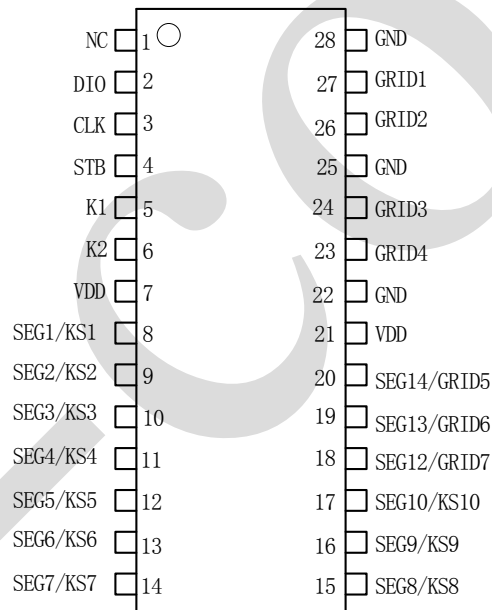 NC 1 28 GND
DIO 2 27 GRID1
CLK 3 26 GRID2
STB 4 25 GND
K1 5 24 GRID3
K2 6 23 GRID4
VDD 7 22 GND
SEG1/KS1 8 21 VDD
SEG2/KS2 9 20 SEG14/GRID5
SEG3/KS3 10 19 SEG13/GRID6
SEG4/KS4 11 18 SEG12/GRID7
SEG5/KS5 12 17 SEG10/KS10
SEG6/KS6 13 16 SEG9/KS9
SEG7/KS7 14 15 SEG8/KS8